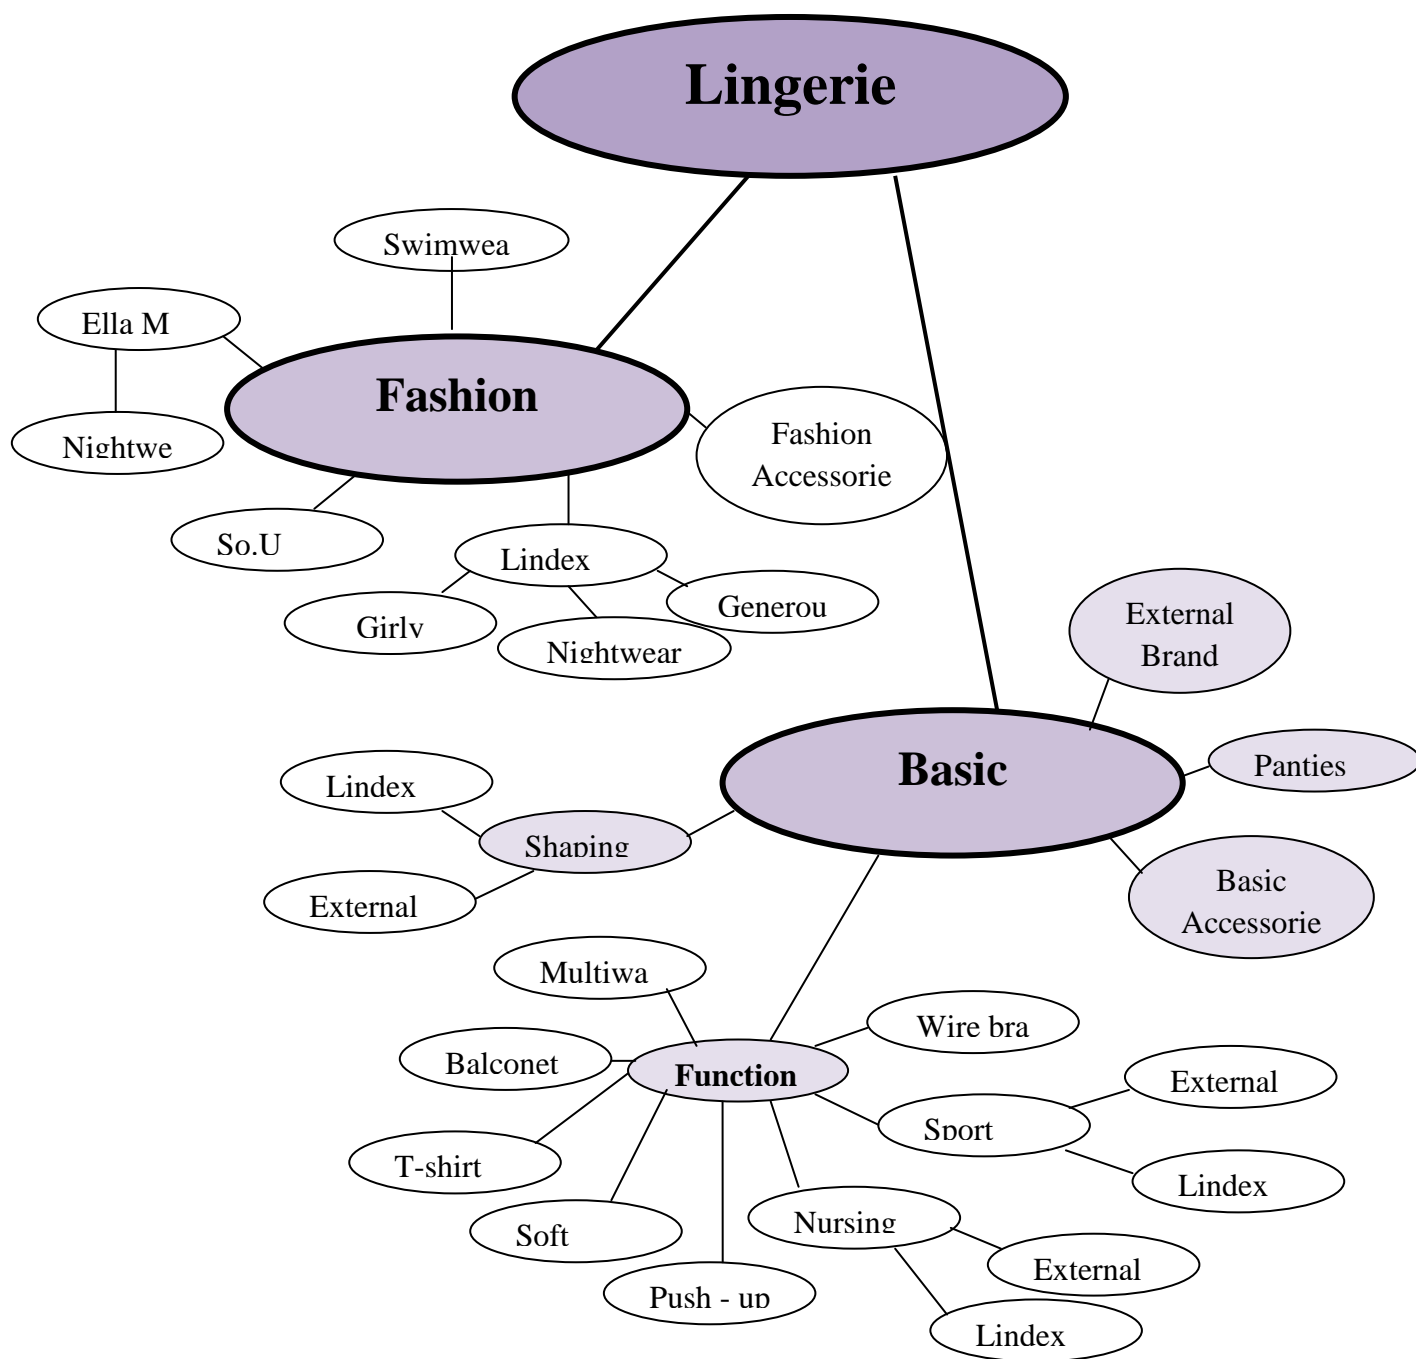 Lingerie
Swimwea
Ella M
Fashion
Nightwe
Fashion
Accessorie
So.U
Lindex
Generou
Girly
Nightwear
External
Brand
Basic
Panties
Lindex
Shaping
Basic
Accessorie
External
Multiwa
Wire bra
Balconet
Function
External
Sport
T-shirt
Lindex
Nursing
Soft
External
Push - up
Lindex